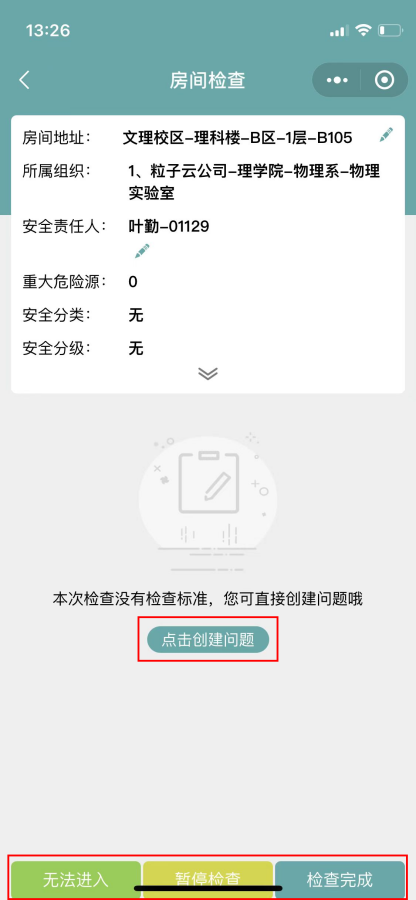 13:26
房间检查
房间地址： 文理校区-理科楼-B区-1层-B105
所属组织： 1、粒子云公司-理学院-物理系-物理
实验室
安全责任人： 叶勤-01129
重大危险源： 0
安全分类： 无
安全分级： 无
本次检查没有检查标准，您可直接创建问题哦
点击创建问题
无法进入 暂停检查 检查完成